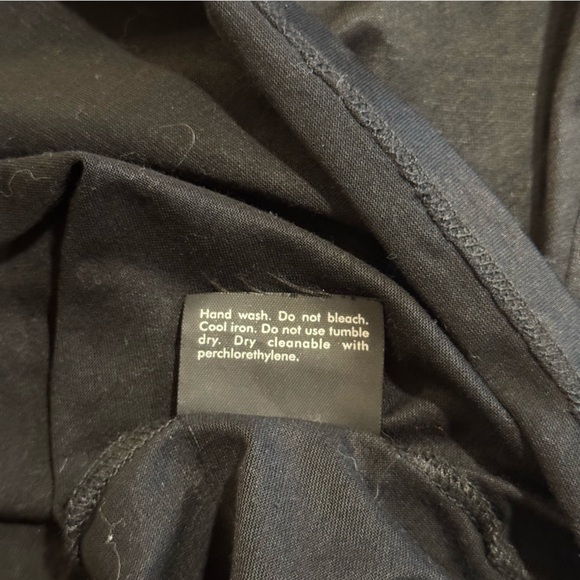 Hand wash. Do not bleach.
Cool iron. Do not use tumble
dry. Dry cleanable with
perchlorethylene.